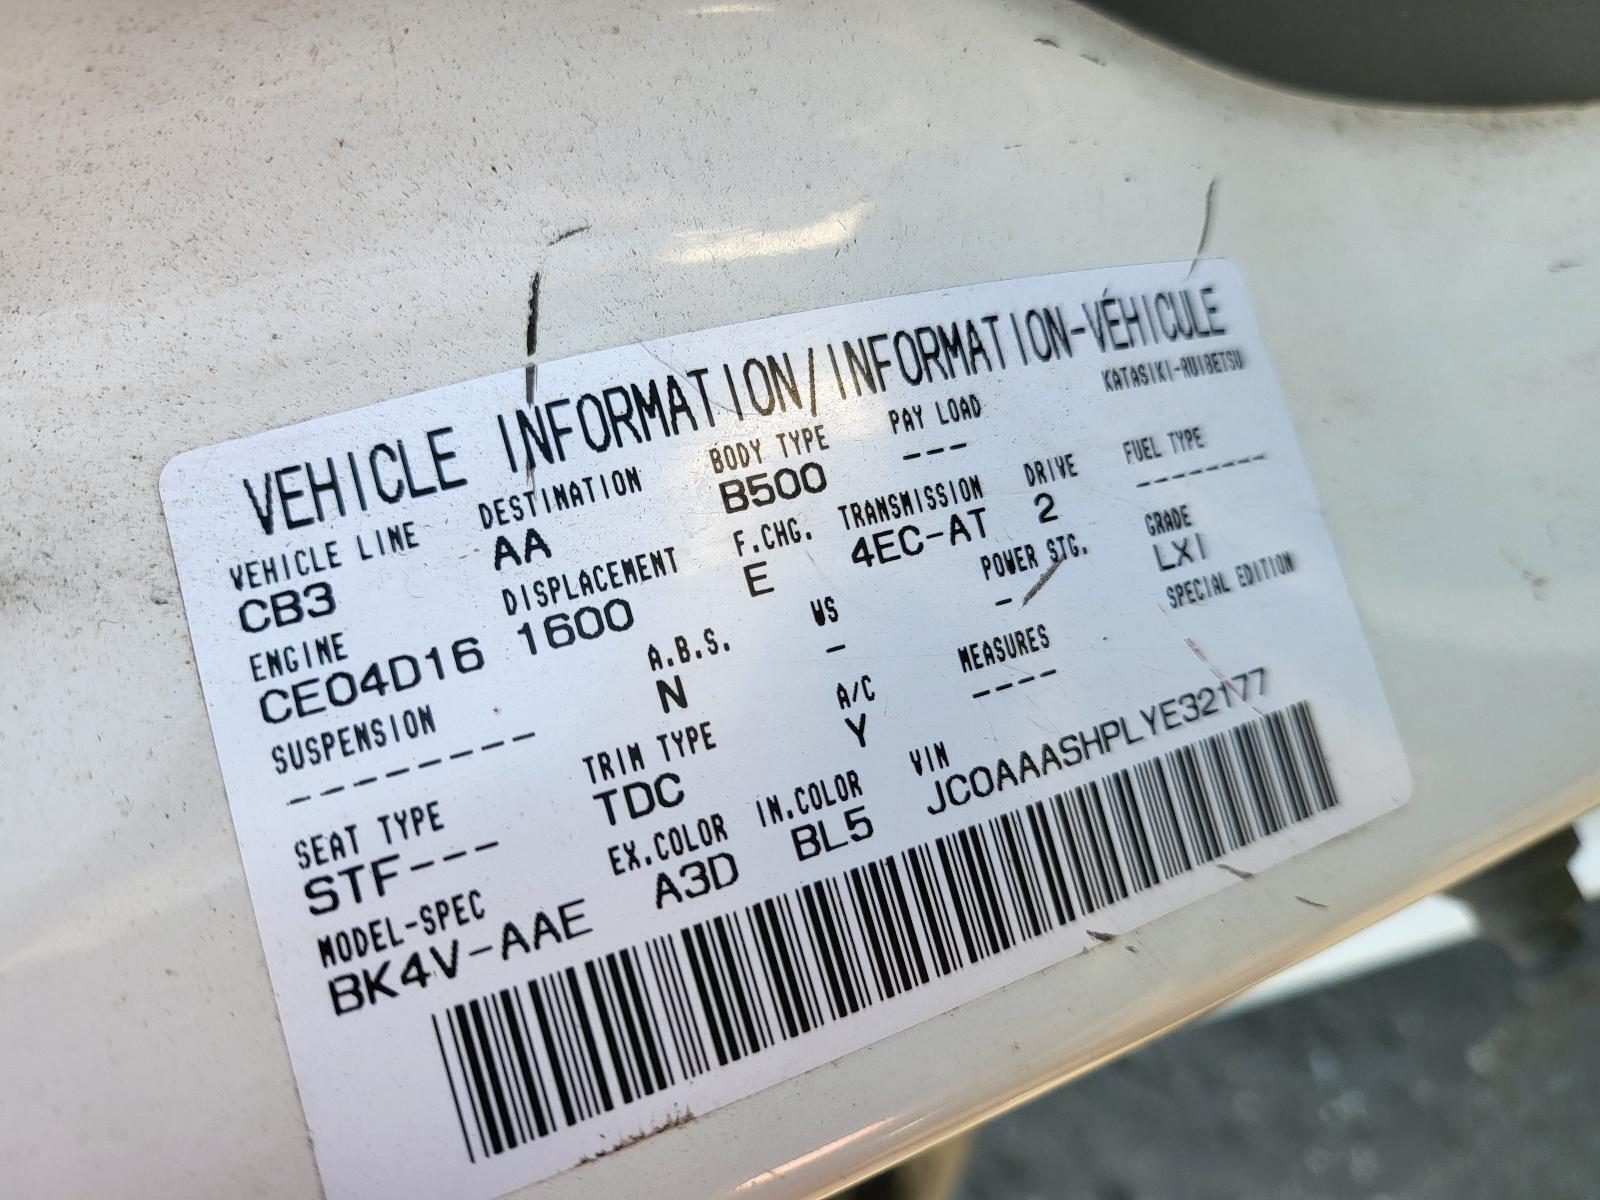 VEHICLE INFORMATION/INFORMATION-VÉHICULE
VEHICLE LINE DESTINATION BODY TYPE PAY LOAD KATASIKI-RUIBETSU
CB3 AA B500 ---
ENGINE DISPLACEMENT F.CHG. TRANSMISSION DRIVE FUEL TYPE
CE04D16 1600 E 4EC-AT 2 -------
SUSPENSION A.B.S. WS POWER STG. GRADE
-------- N - - LXI
SEAT TYPE TRIM TYPE A/C MEASURES SPECIAL EDITION
STF--- TDC Y ----
MODEL-SPEC EX.COLOR IN.COLOR VIN
BK4V-AAE A3D BL5 JC0AAASHPLYE32177